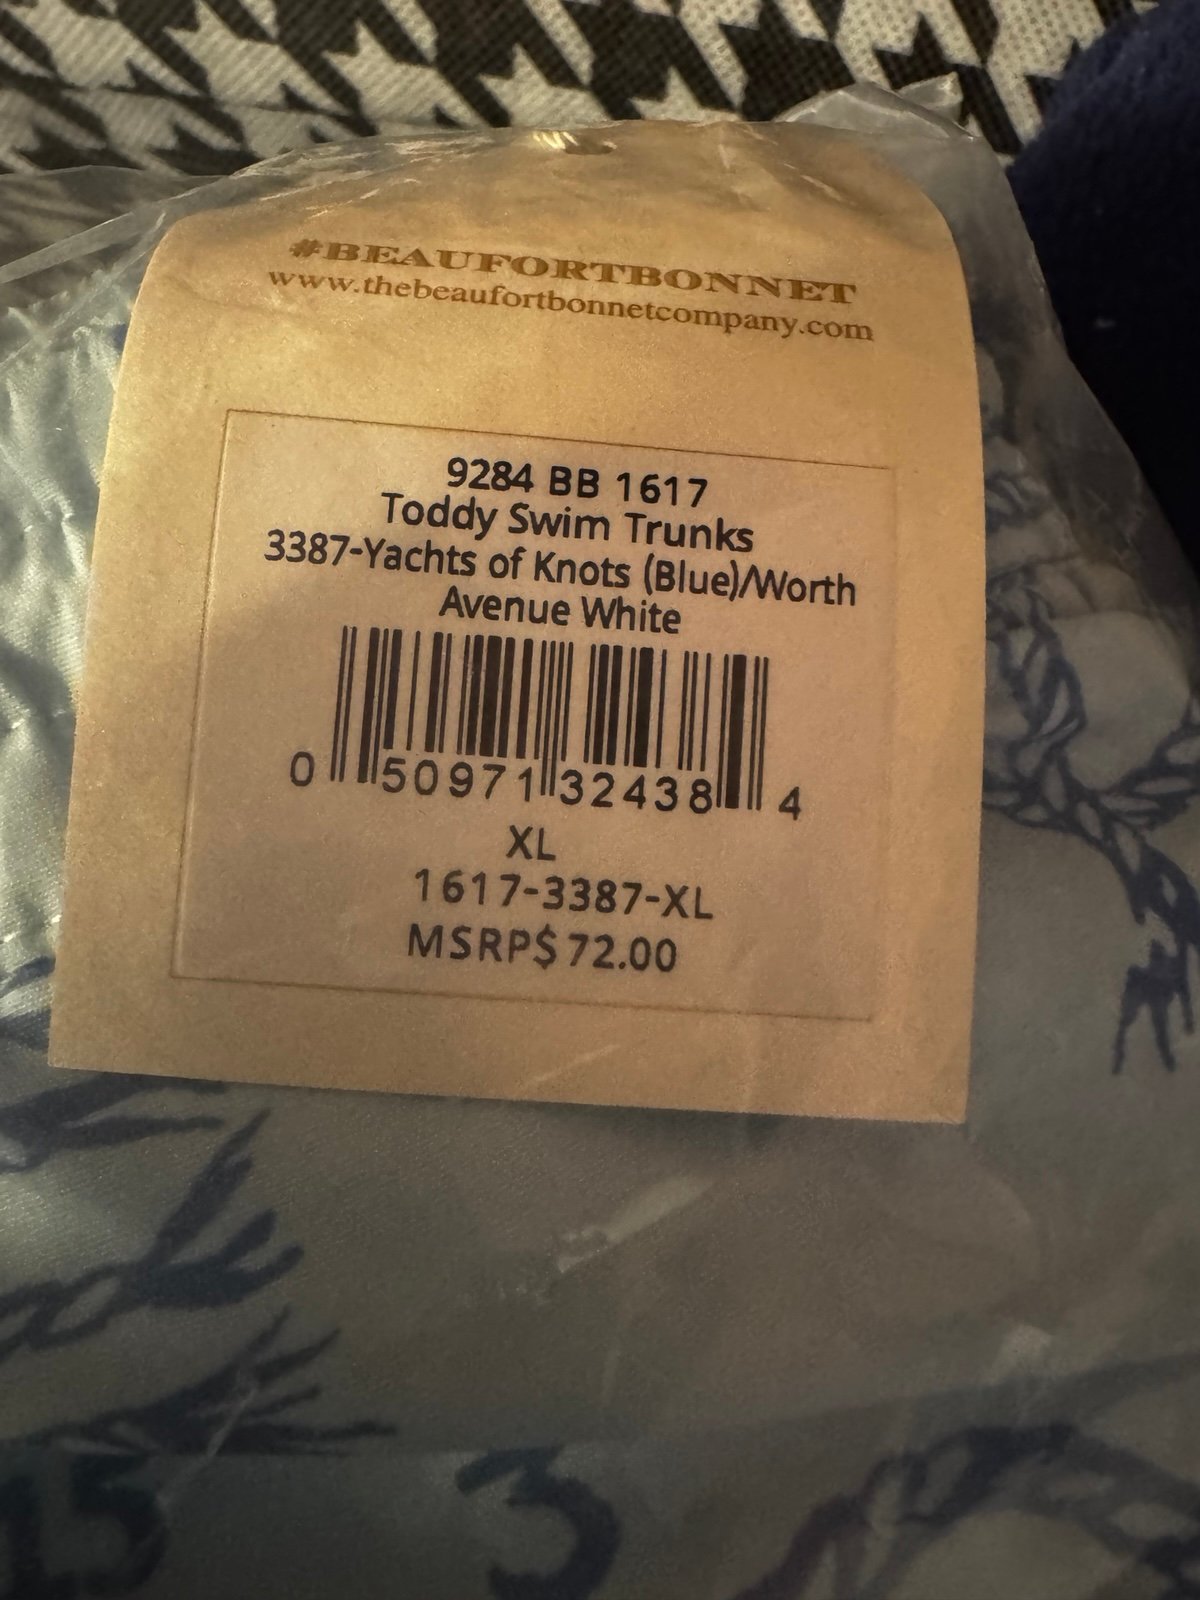 #BEAUFORTBONNET
www.thebeaufortbonnetcompany.com
9284 BB 1617
Toddy Swim Trunks
3387-Yachts of Knots (Blue)/Worth
Avenue White
0 50971 32438 4
XL
1617-3387-XL
MSRP$ 72.00